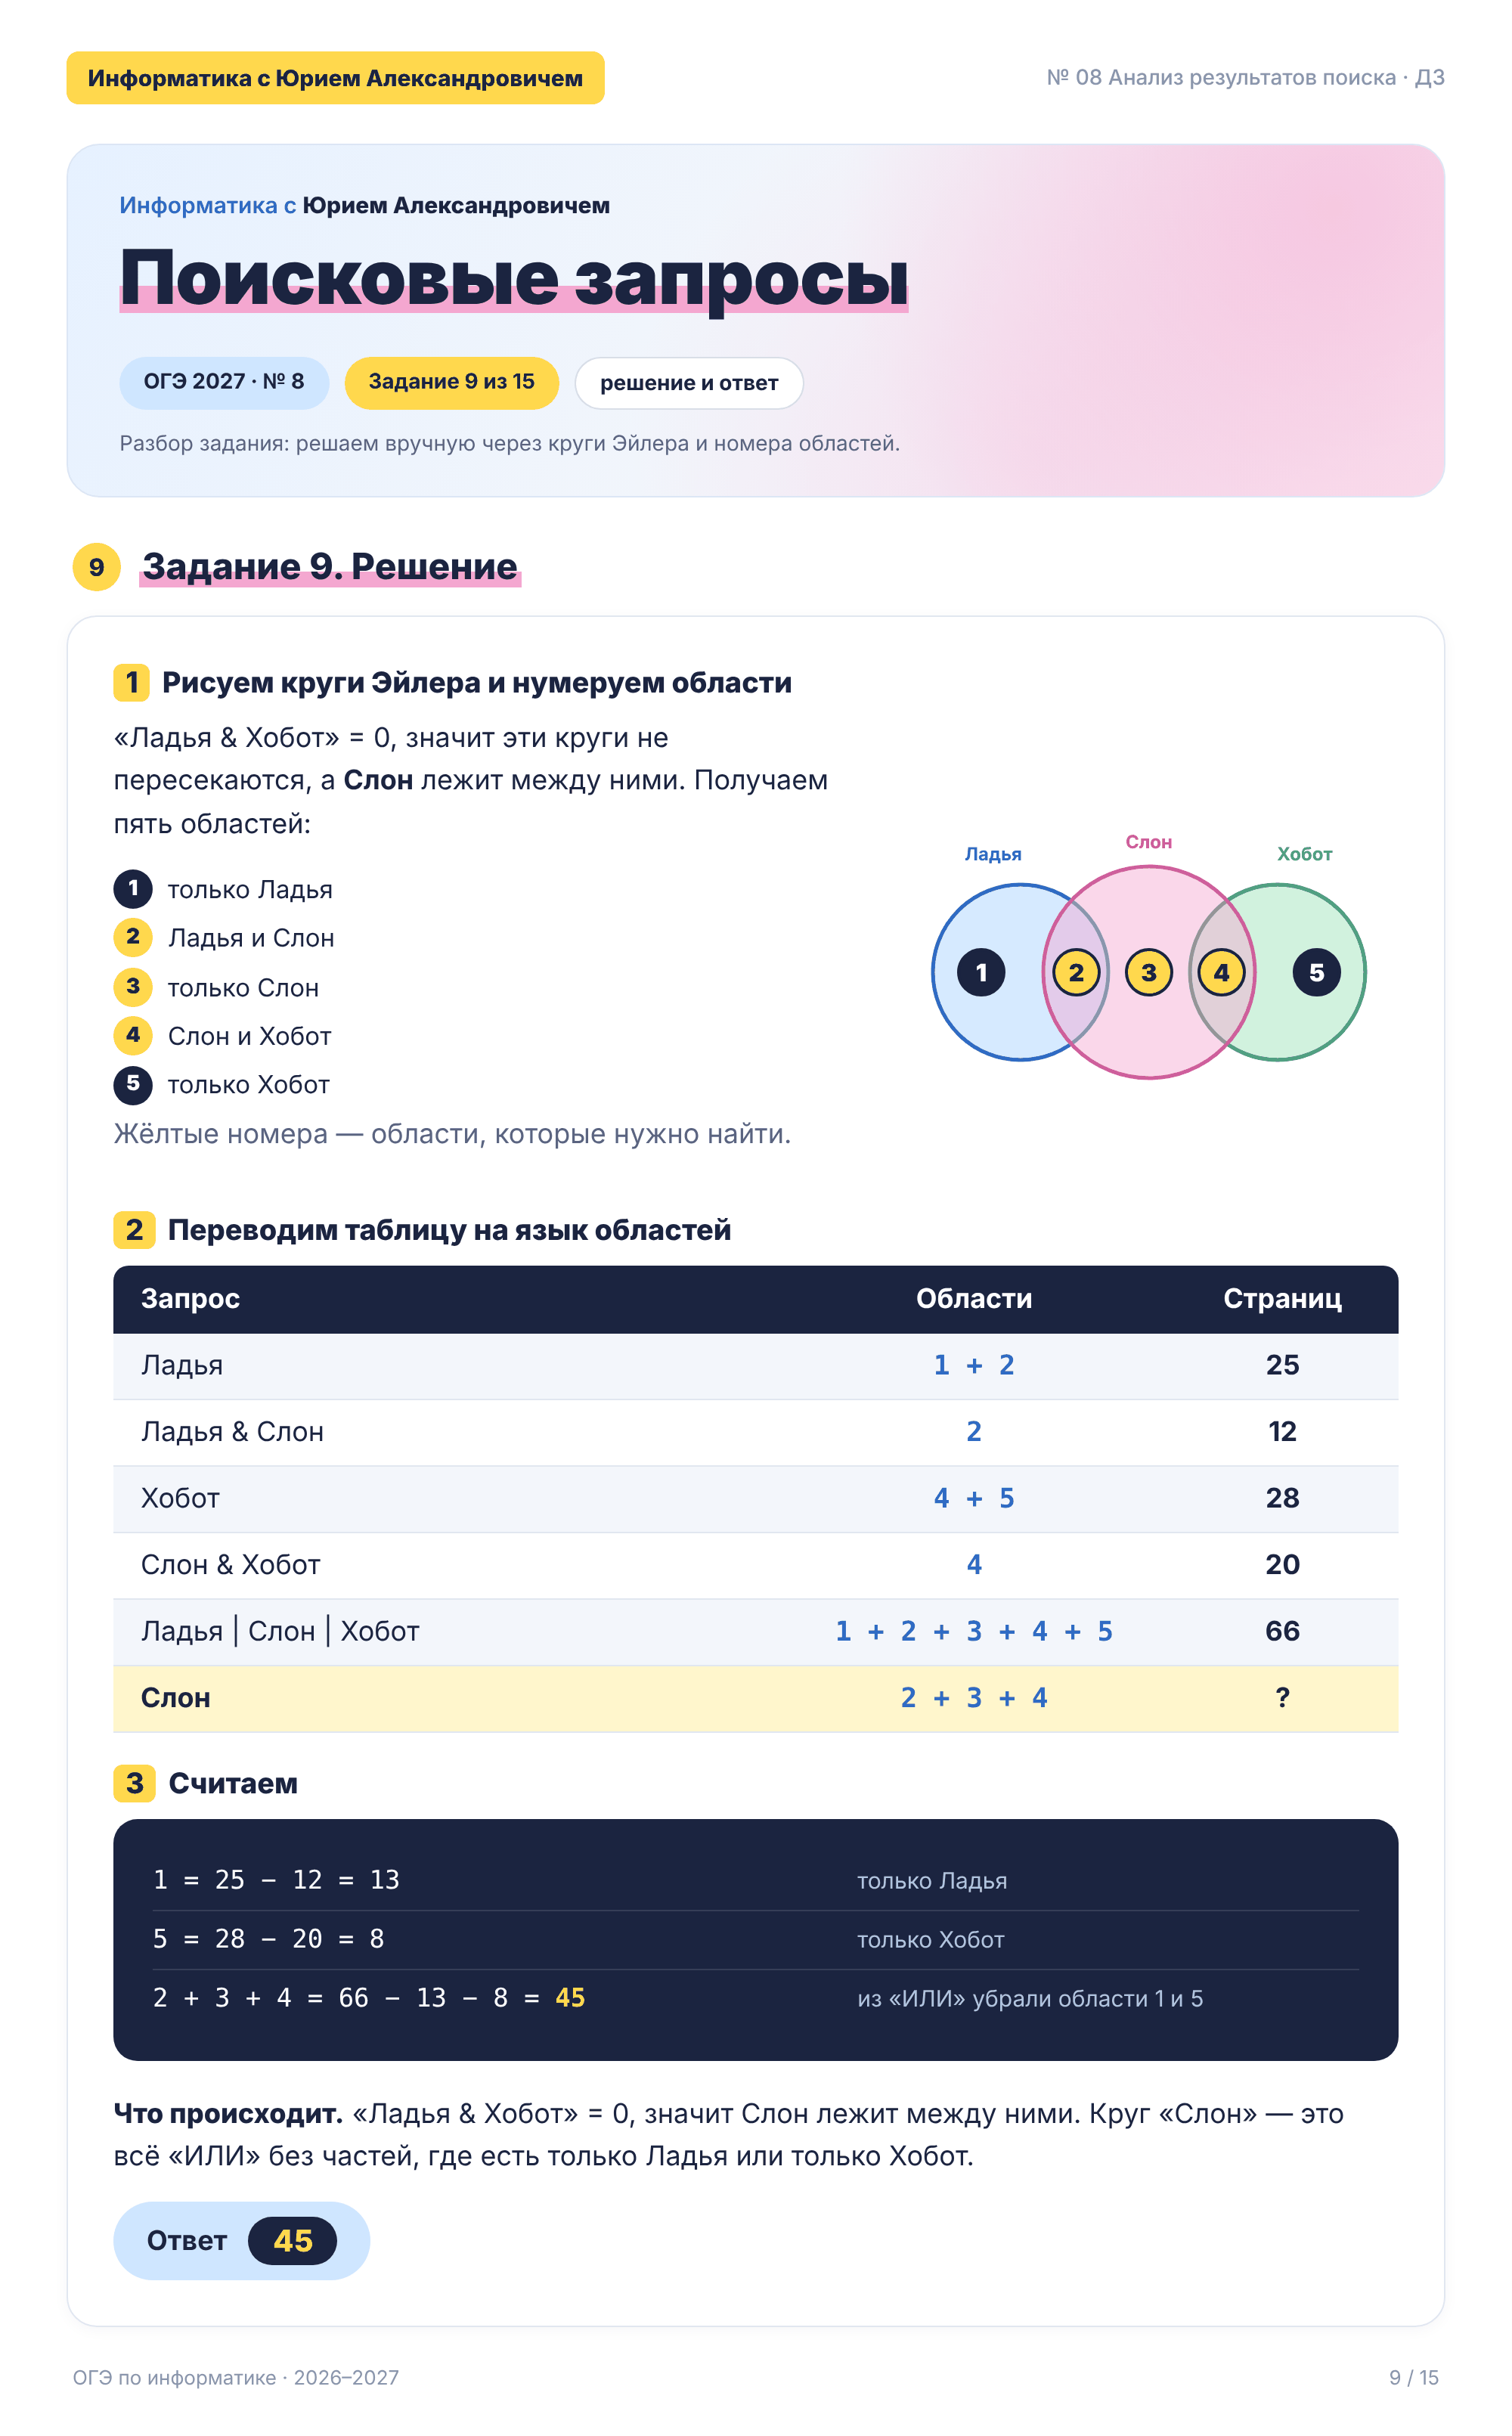 Информатика с Юрием Александровичем
№ 08 Анализ результатов поиска · ДЗ
Информатика с Юрием Александровичем
Поисковые запросы
ОГЭ 2027 · № 8
Задание 9 из 15
решение и ответ
Разбор задания: решаем вручную через круги Эйлера и номера областей.
9 Задание 9. Решение
1 Рисуем круги Эйлера и нумеруем области
«Ладья & Хобот» = 0, значит эти круги не
пересекаются, а Слон лежит между ними. Получаем
пять областей:
1 только Ладья
2 Ладья и Слон
3 только Слон
4 Слон и Хобот
5 только Хобот
Жёлтые номера — области, которые нужно найти.
Ладья Слон Хобот
1 2 3 4 5
2 Переводим таблицу на язык областей
Запрос Области Страниц
Ладья 1 + 2 25
Ладья & Слон 2 12
Хобот 4 + 5 28
Слон & Хобот 4 20
Ладья | Слон | Хобот 1 + 2 + 3 + 4 + 5 66
Слон 2 + 3 + 4 ?
3 Считаем
1 = 25 − 12 = 13 только Ладья
5 = 28 − 20 = 8 только Хобот
2 + 3 + 4 = 66 − 13 − 8 = 45 из «ИЛИ» убрали области 1 и 5
Что происходит. «Ладья & Хобот» = 0, значит Слон лежит между ними. Круг «Слон» — это
всё «ИЛИ» без частей, где есть только Ладья или только Хобот.
Ответ 45
ОГЭ по информатике · 2026–2027
9 / 15